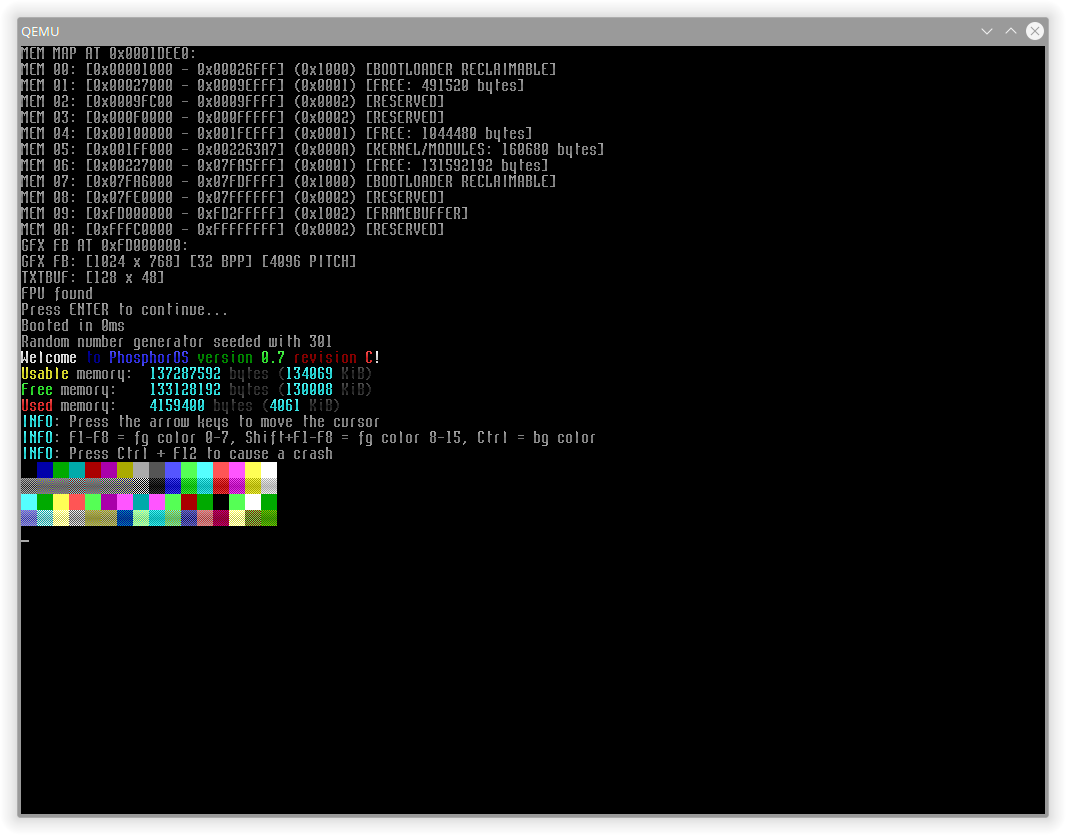 QEMU
MEM MAP AT 0x0001DEE0:
MEM 00: [0x00001000 - 0x00026FFF] (0x1000) [BOOTLOADER RECLAIMABLE]
MEM 01: [0x00027000 - 0x0009EFFF] (0x0001) [FREE: 491520 bytes]
MEM 02: [0x0009FC00 - 0x0009FFFF] (0x0002) [RESERVED]
MEM 03: [0x000F0000 - 0x000FFFFF] (0x0002) [RESERVED]
MEM 04: [0x00100000 - 0x001FEFFF] (0x0001) [FREE: 1044480 bytes]
MEM 05: [0x001FF000 - 0x002263A7] (0x000A) [KERNEL/MODULES: 160680 bytes]
MEM 06: [0x00227000 - 0x07FA5FFF] (0x0001) [FREE: 131592192 bytes]
MEM 07: [0x07FA6000 - 0x07FDFFFF] (0x1000) [BOOTLOADER RECLAIMABLE]
MEM 08: [0x07FE0000 - 0x07FFFFFF] (0x0002) [RESERVED]
MEM 09: [0xFD000000 - 0xFD2FFFFF] (0x1002) [FRAMEBUFFER]
MEM 0A: [0xFFFC0000 - 0xFFFFFFFF] (0x0002) [RESERVED]
GFX FB AT 0xFD000000:
GFX FB: [1024 x 768] [32 BPP] [4096 PITCH]
TXTBUF: [128 x 48]
FPU found
Press ENTER to continue...
Booted in 0ms
Random number generator seeded with 301
Welcome to PhosphorOS version 0.7 revision C!
Usable memory: 137287592 bytes (134069 KiB)
Free memory: 133128192 bytes (130008 KiB)
Used memory: 4159400 bytes (4061 KiB)
INFO: Press the arrow keys to move the cursor
INFO: F1-F8 = fg color 0-7, Shift+F1-F8 = fg color 8-15, Ctrl = bg color
INFO: Press Ctrl + F12 to cause a crash